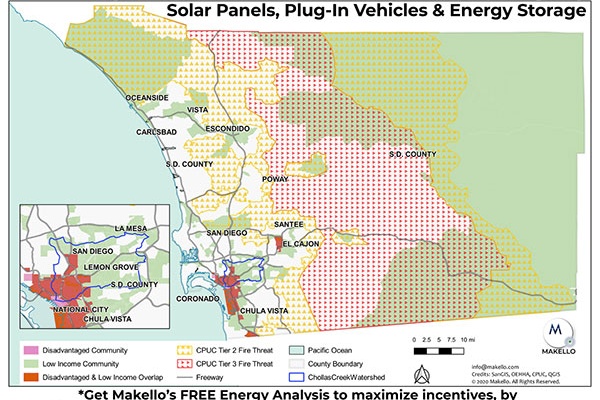 Solar Panels, Plug-In Vehicles & Energy Storage
OCEANSIDE
VISTA
CARLSBAD
ESCONDIDO
S.D. COUNTY
S.D. COUNTY
POWAY
SANTEE
SAN DIEGO
EL CAJON
CORONADO
CHULA VISTA
LA MESA
SAN DIEGO
LEMON GROVE
S.D. COUNTY
NATIONAL CITY
CHULA VISTA
0 2.5 5 7.5 10 mi
M
MAKELLO
Disadvantaged Community
Low Income Community
Disadvantaged & Low Income Overlap
CPUC Tier 2 Fire Threat
CPUC Tier 3 Fire Threat
Freeway
Pacific Ocean
County Boundary
ChollasCreekWatershed
info@makello.com
Credits: SanGIS, OEHHA, CPUC, QGIS
© 2020 Makello. All Rights Reserved.
*Get Makello's FREE Energy Analysis to maximize incentives, by